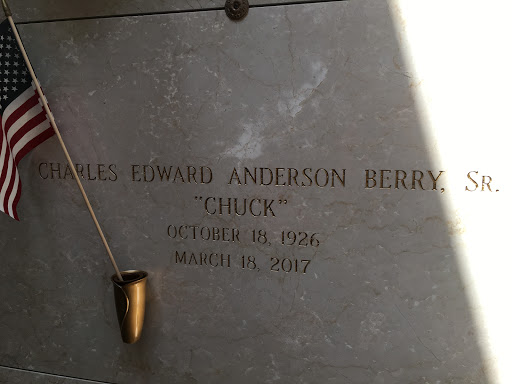 CHARLES EDWARD ANDERSON BERRY, SR.
"CHUCK"
OCTOBER 18, 1926
MARCH 18, 2017